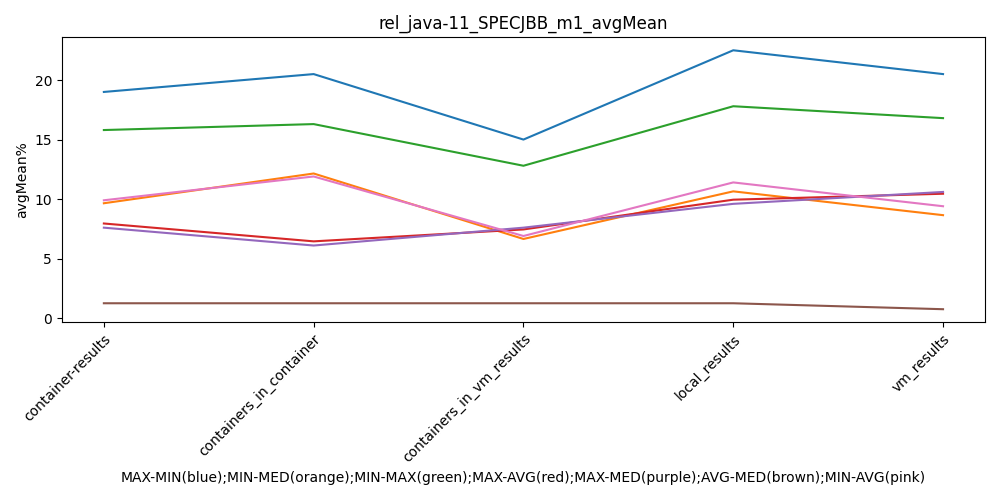 rel_java-11_SPECJBB_m1_avgMean
avgMean%
20
15
10
5
0
container-results
containers_in_container
containers_in_vm_results
local_results
vm_results
MAX-MIN(blue);MIN-MED(orange);MIN-MAX(green);MAX-AVG(red);MAX-MED(purple);AVG-MED(brown);MIN-AVG(pink)